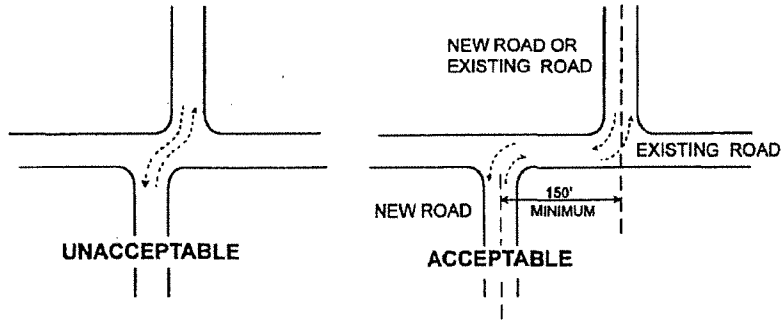 NEW ROAD OR
EXISTING ROAD
EXISTING ROAD
150'
MINIMUM
NEW ROAD
UNACCEPTABLE
ACCEPTABLE